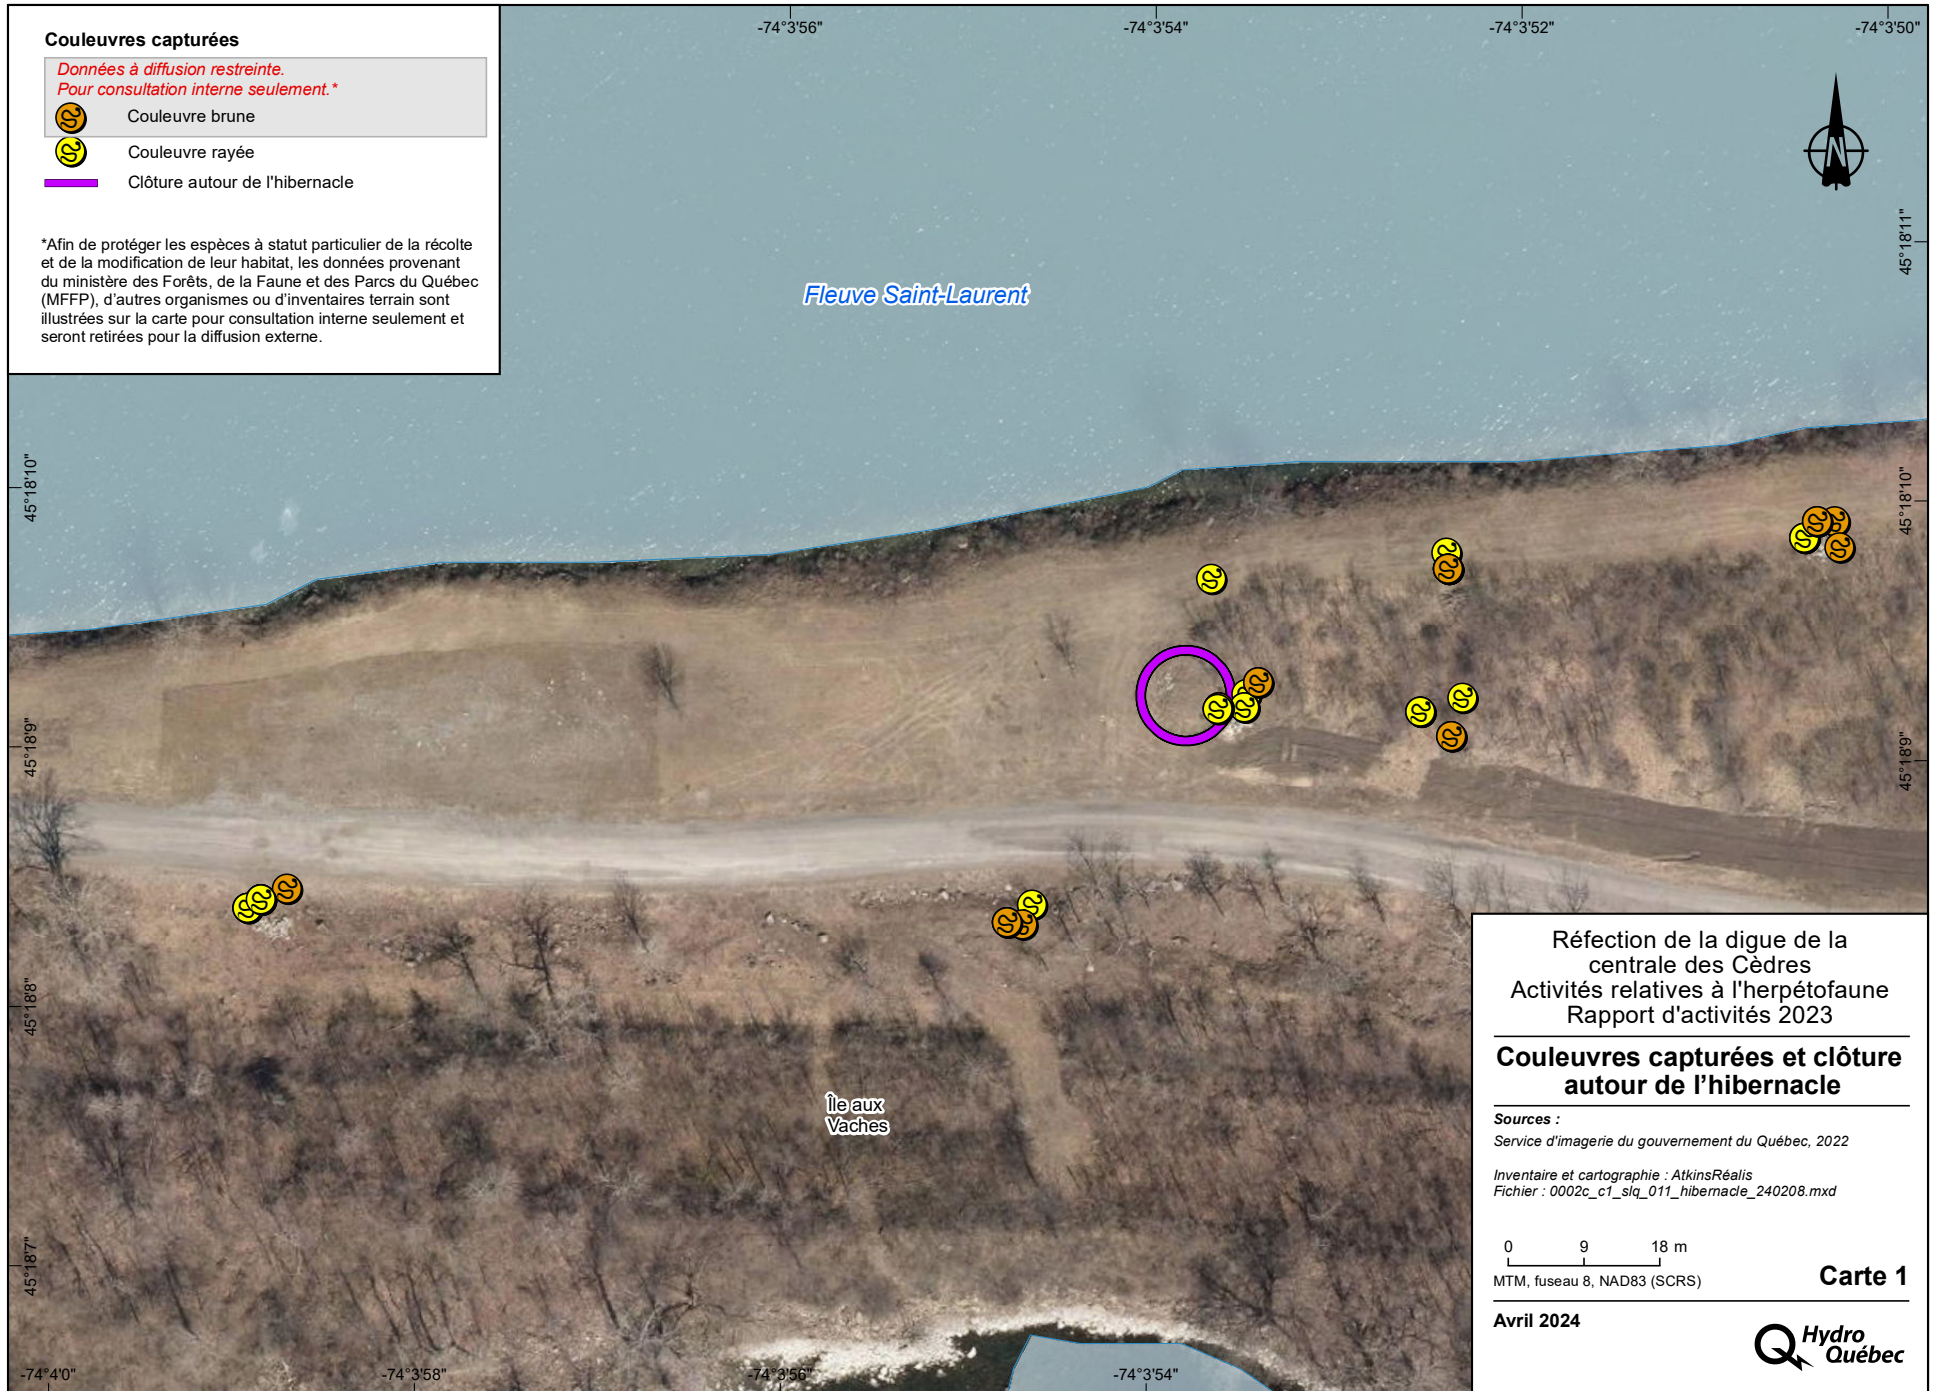 Couleuvres capturées
Données à diffusion restreinte.
Pour consultation interne seulement.*
Couleuvre brune
Couleuvre rayée
Clôture autour de l'hibernacle
*Afin de protéger les espèces à statut particulier de la récolte
et de la modification de leur habitat, les données provenant
du ministère des Forêts, de la Faune et des Parcs du Québec
(MFFP), d'autres organismes ou d'inventaires terrain sont
illustrées sur la carte pour consultation interne seulement et
seront retirées pour la diffusion externe.
-74°3'56"
-74°3'54"
-74°3'52"
-74°3'50"
N
45°18'11"
Fleuve Saint-Laurent
45°18'10"
45°18'10"
45°18'9"
45°18'9"
45°18'8"
45°18'7"
Île aux
Vaches
-74°4'0"
-74°3'58"
-74°3'56"
-74°3'54"
Réfection de la digue de la
centrale des Cèdres
Activités relatives à l'herpétofaune
Rapport d'activités 2023
Couleuvres capturées et clôture
autour de l'hibernacle
Sources :
Service d'imagerie du gouvernement du Québec, 2022
Inventaire et cartographie : AtkinsRéalis
Fichier : 0002c_c1_slq_011_hibernacle_240208.mxd
0 9 18 m
MTM, fuseau 8, NAD83 (SCRS)
Carte 1
Avril 2024
Hydro
Québec